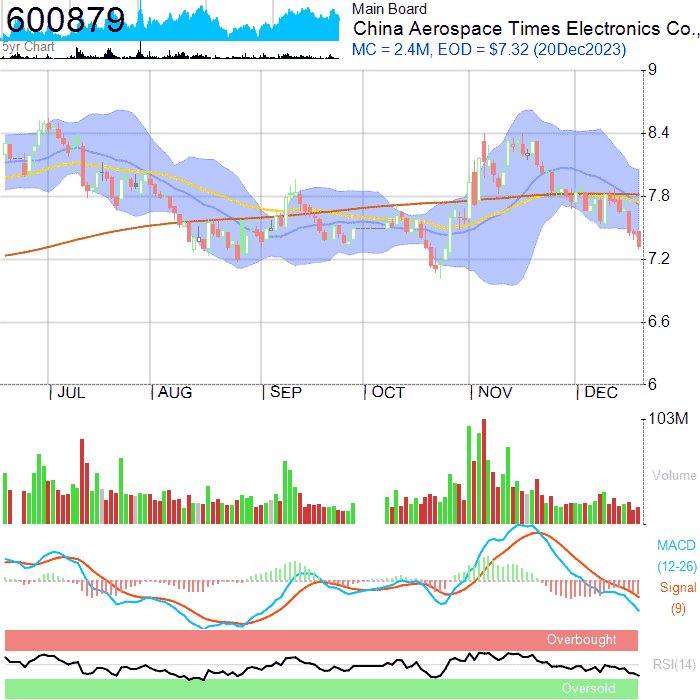 600879
5yr Chart
Main Board
China Aerospace Times Electronics Co.,
MC = 2.4M, EOD = $7.32 (20Dec2023)
9
8.4
7.8
7.2
6.6
6
JUL AUG SEP OCT NOV DEC
103M
Volume
MACD
(12-26)
Signal
(9)
Overbought
RSI(14)
Oversold